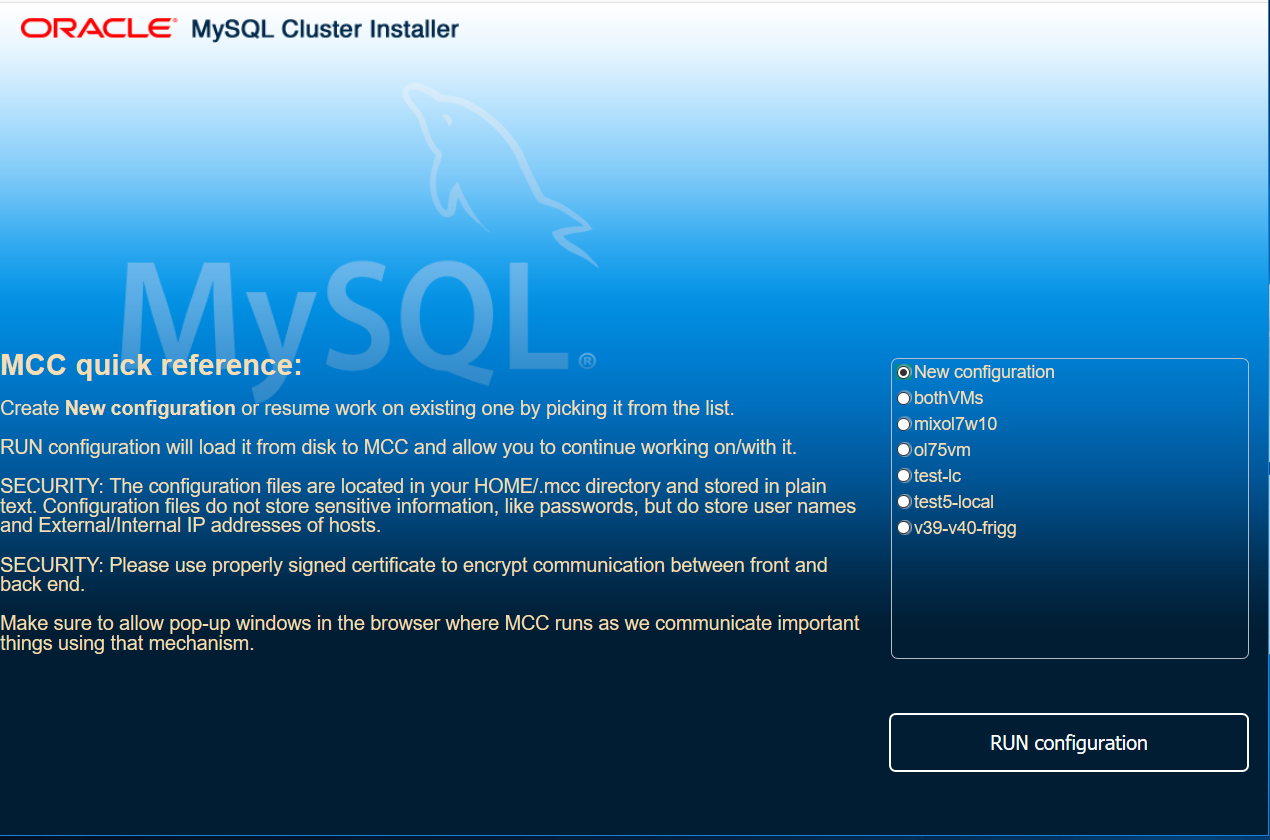 ORACLE® MySQL Cluster Installer
MySQL®
MCC quick reference:
Create New configuration or resume work on existing one by picking it from the list.
RUN configuration will load it from disk to MCC and allow you to continue working on/with it.
SECURITY: The configuration files are located in your HOME/.mcc directory and stored in plain
text. Configuration files do not store sensitive information, like passwords, but do store user names
and External/Internal IP addresses of hosts.
SECURITY: Please use properly signed certificate to encrypt communication between front and
back end.
Make sure to allow pop-up windows in the browser where MCC runs as we communicate important
things using that mechanism.
New configuration
bothVMs
mixol7w10
ol75vm
test-lc
test5-local
v39-v40-frigg
RUN configuration